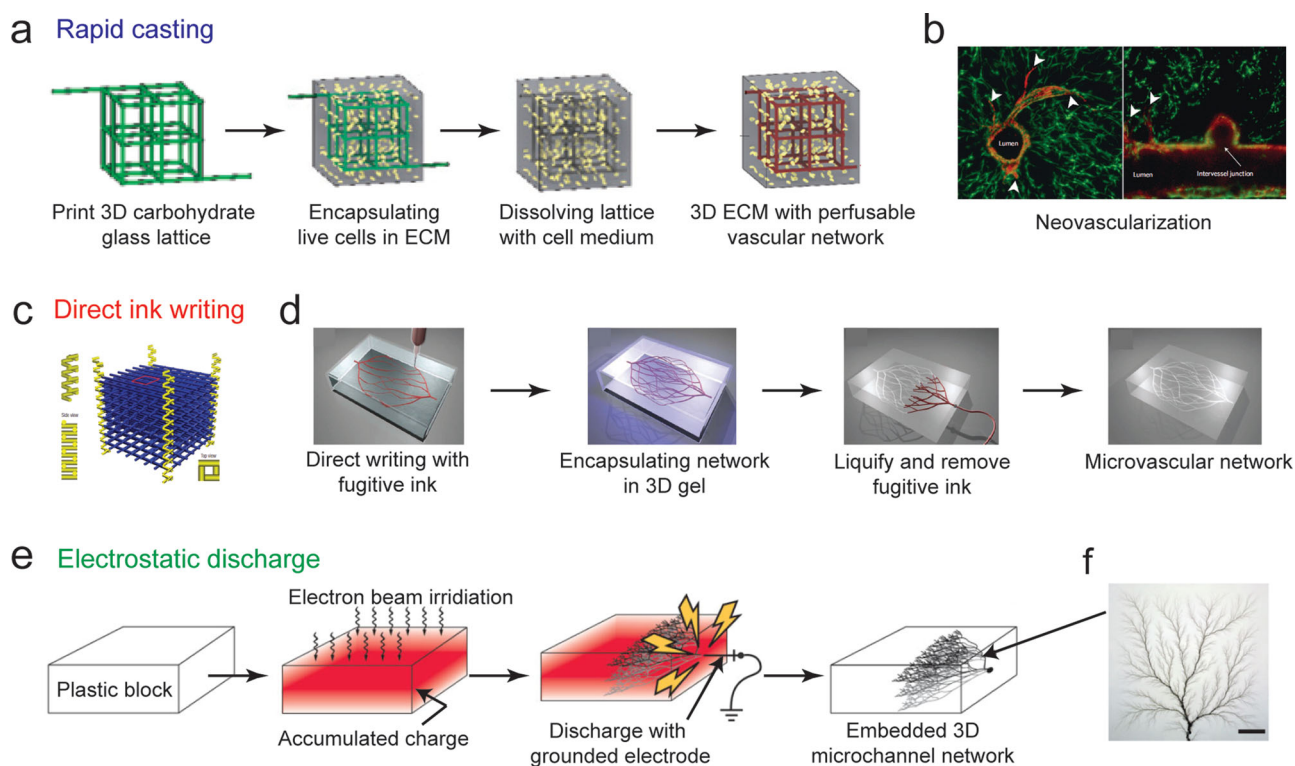 a Rapid casting
Print 3D carbohydrate
glass lattice
Encapsulating
live cells in ECM
Dissolving lattice
with cell medium
3D ECM with perfusable
vascular network
b
Lumen
Lumen
Intervessel junction
Neovascularization
c Direct ink writing
Side view
Top view
d
Direct writing with
fugitive ink
Encapsulating network
in 3D gel
Liquify and remove
fugitive ink
Microvascular network
e Electrostatic discharge
Plastic block
Electron beam irridiation
Accumulated charge
Discharge with
grounded electrode
Embedded 3D
microchannel network
f